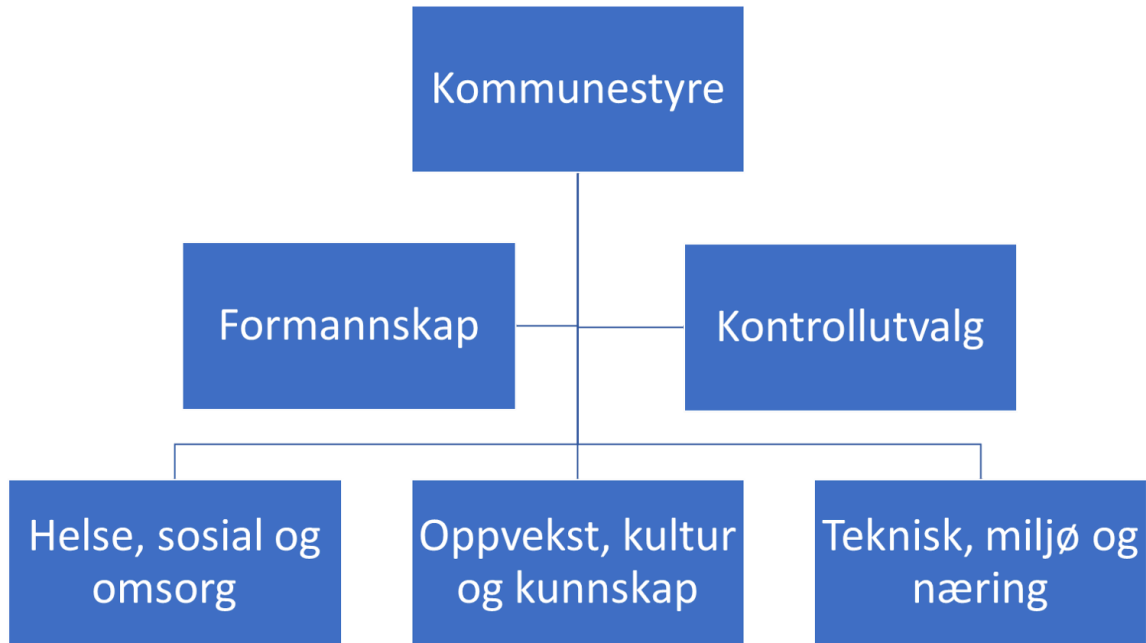 Kommunestyre
Formannskap
Kontrollutvalg
Helse, sosial og
omsorg
Oppvekst, kultur
og kunnskap
Teknisk, miljø og
næring